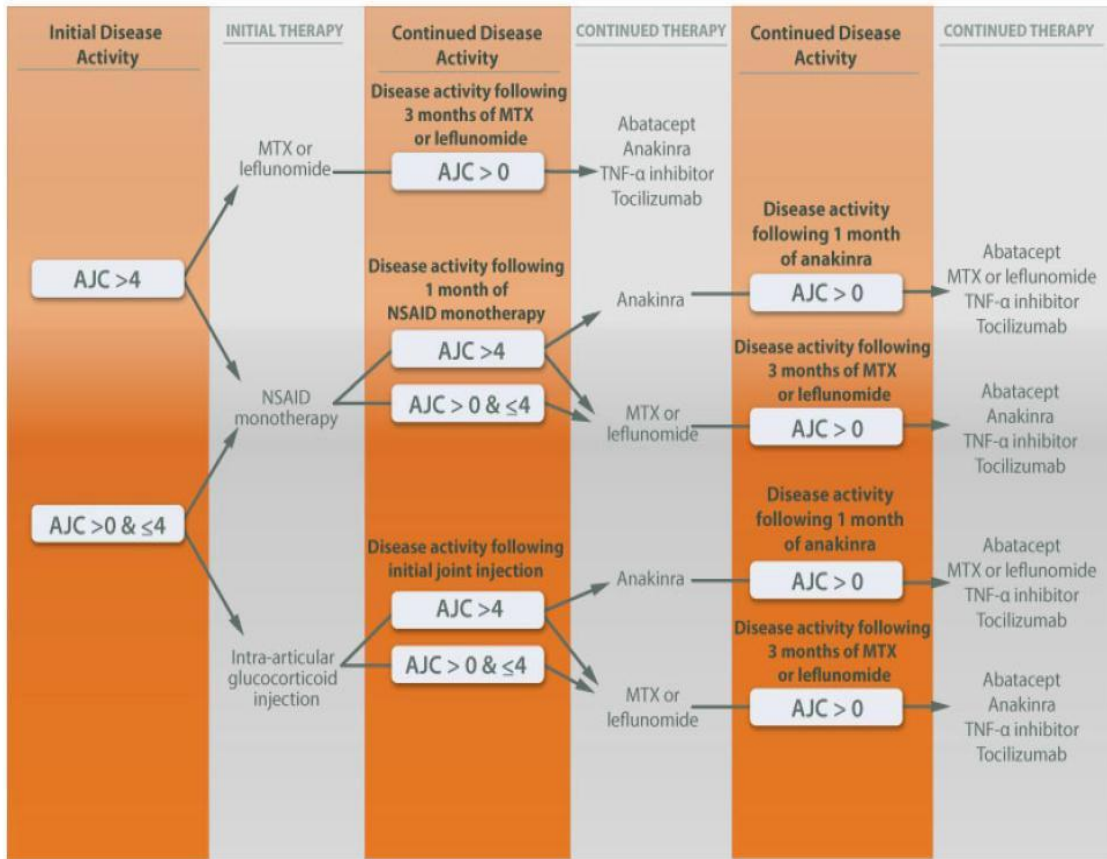 Initial Disease
Activity
INITIAL THERAPY
Continued Disease
Activity
CONTINUED THERAPY
Continued Disease
Activity
CONTINUED THERAPY
AJC >4
AJC >0 & ≤4
MTX or
leflunomide
NSAID
monotherapy
Intra-articular
glucocorticoid
injection
Disease activity following
3 months of MTX
or leflunomide
AJC > 0
Disease activity following
1 month of
NSAID monotherapy
AJC >4
AJC > 0 & ≤4
Disease activity following
initial joint injection
AJC >4
AJC > 0 & ≤4
Abatacept
Anakinra
TNF-α inhibitor
Tocilizumab
Anakinra
MTX or
leflunomide
Anakinra
MTX or
leflunomide
Disease activity
following 1 month
of anakinra
AJC > 0
Disease activity following
3 months of MTX
or leflunomide
AJC > 0
Disease activity
following 1 month
of anakinra
AJC > 0
Disease activity following
3 months of MTX
or leflunomide
AJC > 0
Abatacept
MTX or leflunomide
TNF-α inhibitor
Tocilizumab
Abatacept
Anakinra
TNF-α inhibitor
Tocilizumab
Abatacept
MTX or leflunomide
TNF-α inhibitor
Tocilizumab
Abatacept
Anakinra
TNF-α inhibitor
Tocilizumab